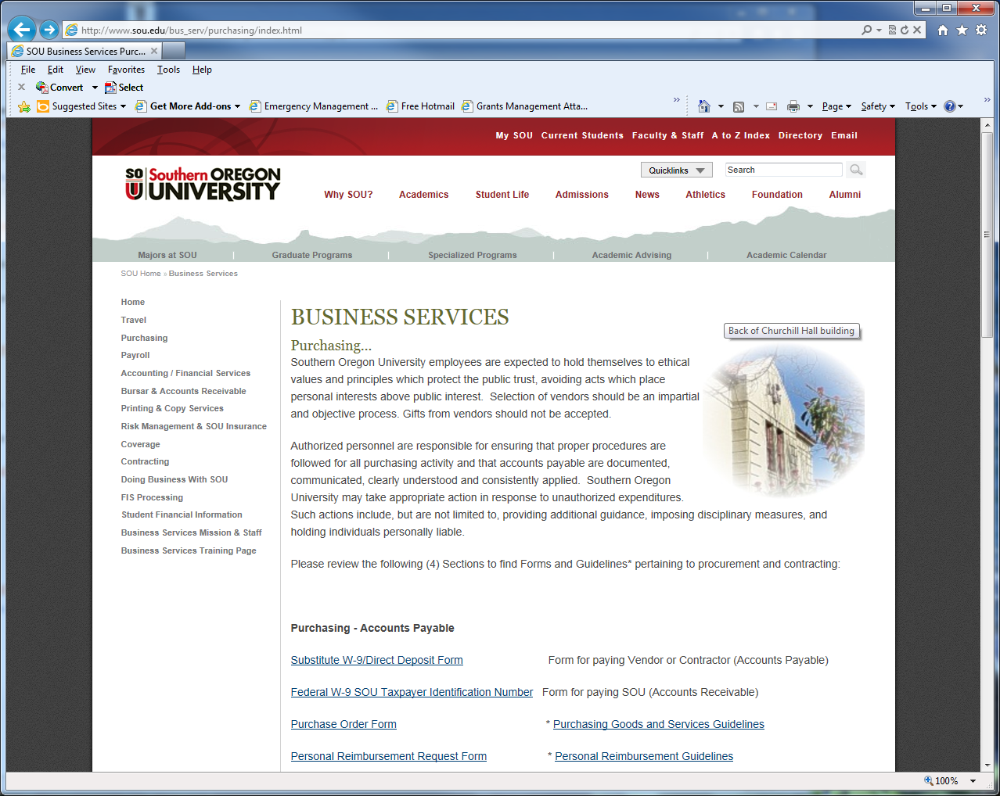 http://www.sou.edu/bus_serv/purchasing/index.html
SOU Business Services Purc...
File Edit View Favorites Tools Help
Convert Select
Suggested Sites Get More Add-ons Emergency Management ... Free Hotmail Grants Management Atta... Page Safety Tools
My SOU Current Students Faculty & Staff A to Z Index Directory Email
SOU Southern OREGON UNIVERSITY
Quicklinks Search
Why SOU? Academics Student Life Admissions News Athletics Foundation Alumni
Majors at SOU Graduate Programs Specialized Programs Academic Advising Academic Calendar
SOU Home » Business Services
Home
Travel
Purchasing
Payroll
Accounting / Financial Services
Bursar & Accounts Receivable
Printing & Copy Services
Risk Management & SOU Insurance
Coverage
Contracting
Doing Business With SOU
FIS Processing
Student Financial Information
Business Services Mission & Staff
Business Services Training Page
BUSINESS SERVICES
Back of Churchill Hall building
Purchasing...
Southern Oregon University employees are expected to hold themselves to ethical
values and principles which protect the public trust, avoiding acts which place
personal interests above public interest. Selection of vendors should be an impartial
and objective process. Gifts from vendors should not be accepted.
Authorized personnel are responsible for ensuring that proper procedures are
followed for all purchasing activity and that accounts payable are documented,
communicated, clearly understood and consistently applied. Southern Oregon
University may take appropriate action in response to unauthorized expenditures.
Such actions include, but are not limited to, providing additional guidance, imposing disciplinary measures, and
holding individuals personally liable.
Please review the following (4) Sections to find Forms and Guidelines* pertaining to procurement and contracting:
Purchasing - Accounts Payable
Substitute W-9/Direct Deposit Form Form for paying Vendor or Contractor (Accounts Payable)
Federal W-9 SOU Taxpayer Identification Number Form for paying SOU (Accounts Receivable)
Purchase Order Form * Purchasing Goods and Services Guidelines
Personal Reimbursement Request Form * Personal Reimbursement Guidelines
100%